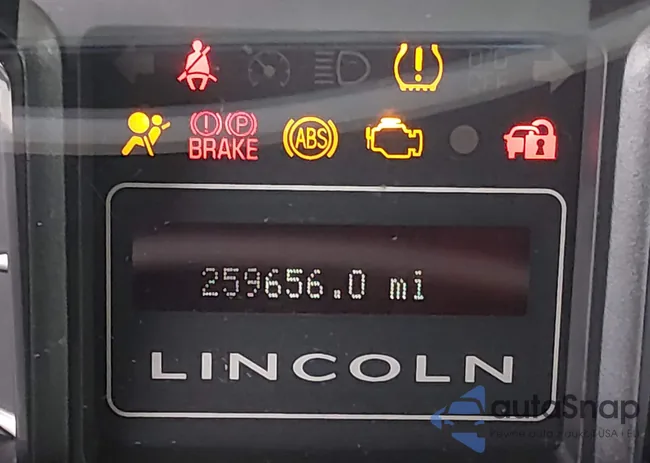 (!) (P)
BRAKE
ABS
259656.0 mi
LINCOLN
autoSnap